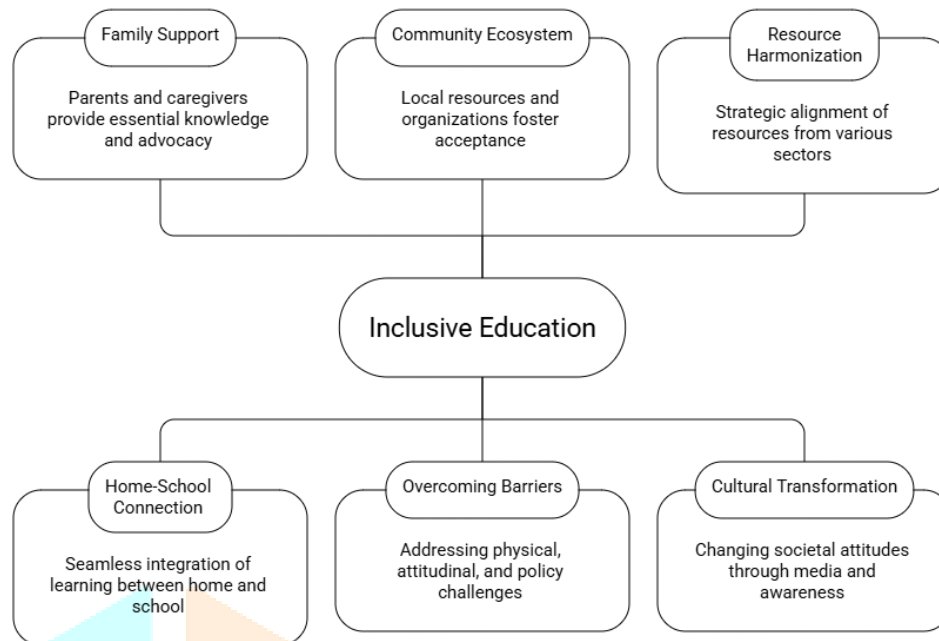 Family Support
Parents and caregivers
provide essential knowledge
and advocacy
Community Ecosystem
Local resources and
organizations foster
acceptance
Resource
Harmonization
Strategic alignment of
resources from various
sectors
Inclusive Education
Home-School
Connection
Seamless integration of
learning between home and
school
Overcoming Barriers
Addressing physical,
attitudinal, and policy
challenges
Cultural Transformation
Changing societal attitudes
through media and
awareness